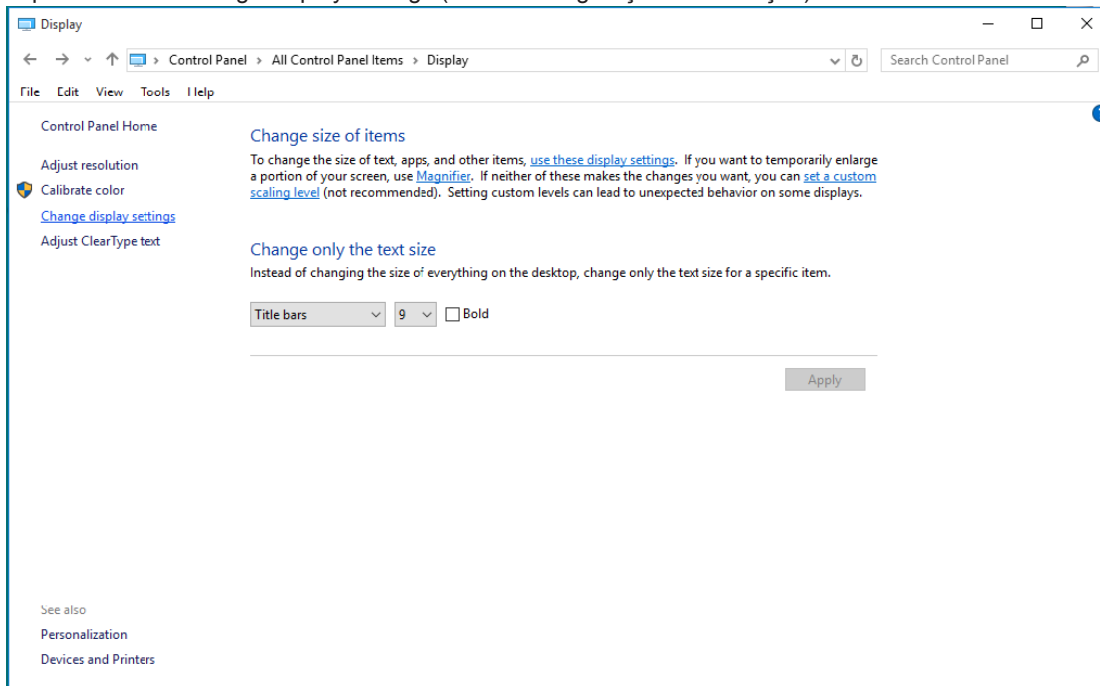 Display
Control Panel > All Control Panel Items > Display
Search Control Panel
File Edit View Tools Help
Control Panel Home
Adjust resolution
Calibrate color
Change display settings
Adjust ClearType text
Change size of items
To change the size of text, apps, and other items, use these display settings. If you want to temporarily enlarge
a portion of your screen, use Magnifier. If neither of these makes the changes you want, you can set a custom
scaling level (not recommended). Setting custom levels can lead to unexpected behavior on some displays.
Change only the text size
Instead of changing the size of everything on the desktop, change only the text size for a specific item.
Title bars 9 Bold
Apply
See also
Personalization
Devices and Printers